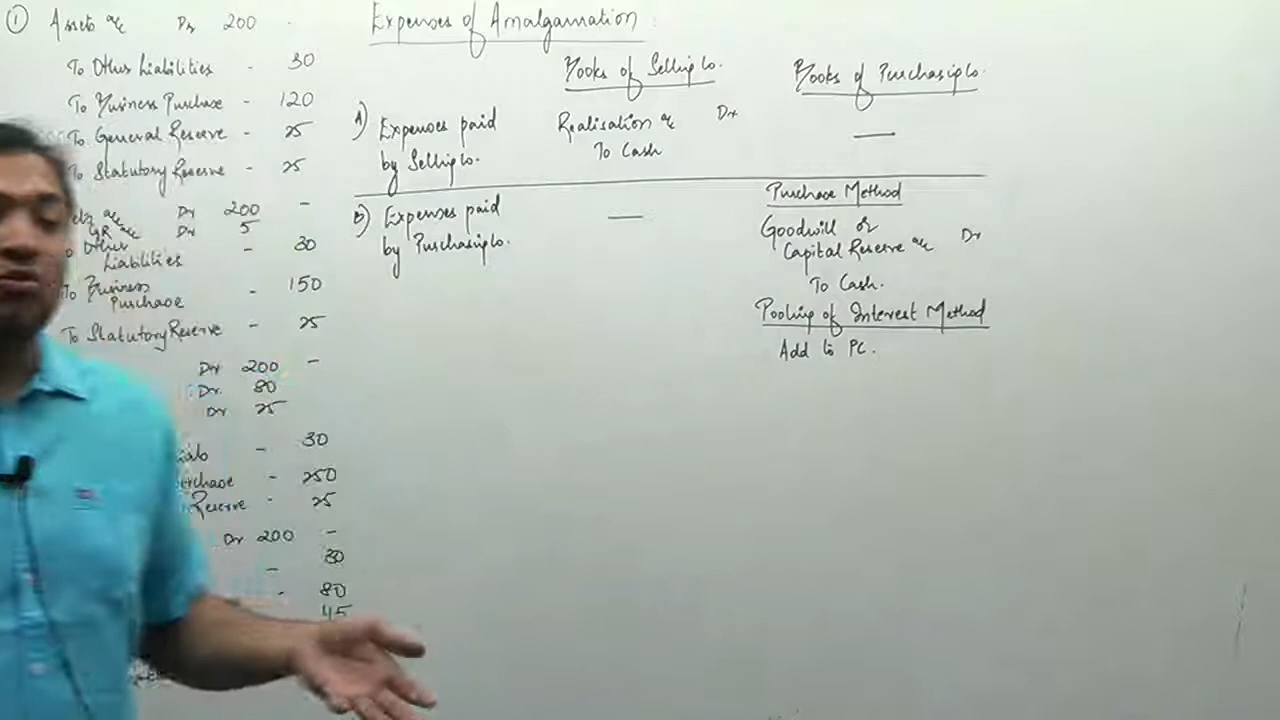 ① Assets a/c Dr 200 -
To Other Liabilities - 30
To Business Purchase - 120
To General Reserve - 25
To Statutory Reserve - 25
a/c Dr 200 -
GR a/c Dr 5
To Other Liabilities - 30
To Business Purchase - 150
To Statutory Reserve - 25
Dr 200 -
Dr. 80
Dr 25
- 30
- 250
Reserve - 25
Dr 200 -
- 30
- 80
45
Expenses of Amalgamation
Books of Selling Co.
Books of Purchasing Co.
A) Expenses paid
by Selling Co.
Realisation a/c Dr
To Cash
—
B) Expenses paid
by Purchasing Co.
—
Purchase Method
Goodwill or
Capital Reserve a/c Dr
To Cash.
Pooling of Interest Method
Add to PC.